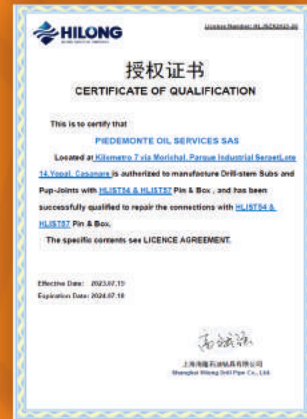 HILONG
授权证书
CERTIFICATE OF QUALIFICATION
This is to certify that
PIEDEMONTE OIL SERVICES SAS
Located at Kilometro 7 via Morichal, Parque Industrial SerpetLote
14,Yopal, Casanare is authorized to manufacture Drill-stem Subs and
Pup-Joints with HLIST54 & HLIST57 Pin & Box , and has been
successfully qualified to repair the connections with HLIST54 &
HLIST57 Pin & Box.
The specific contents see LICENCE AGREEMENT.
Effective Date: 2023.07.19
Expiration Date: 2024.07.18
上海海隆石油钻具有限公司
Shanghai Hilong Drill Pipe Co., Ltd.